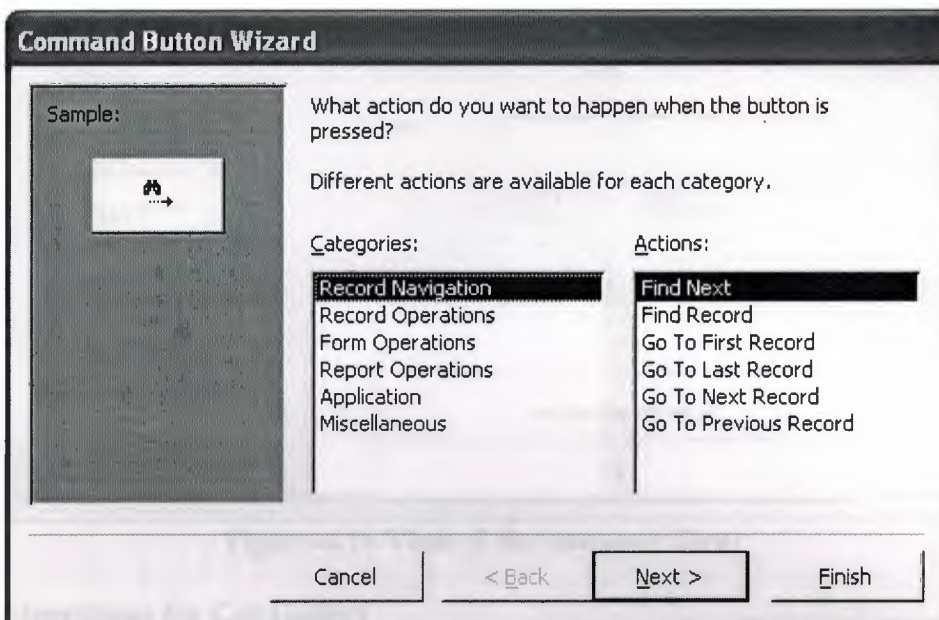 Command Button Wizard
Sample:
What action do you want to happen when the button is
pressed?
Different actions are available for each category.
Categories:
Record Navigation
Record Operations
Form Operations
Report Operations
Application
Miscellaneous
Actions:
Find Next
Find Record
Go To First Record
Go To Last Record
Go To Next Record
Go To Previous Record
Cancel
< Back
Next >
Finish